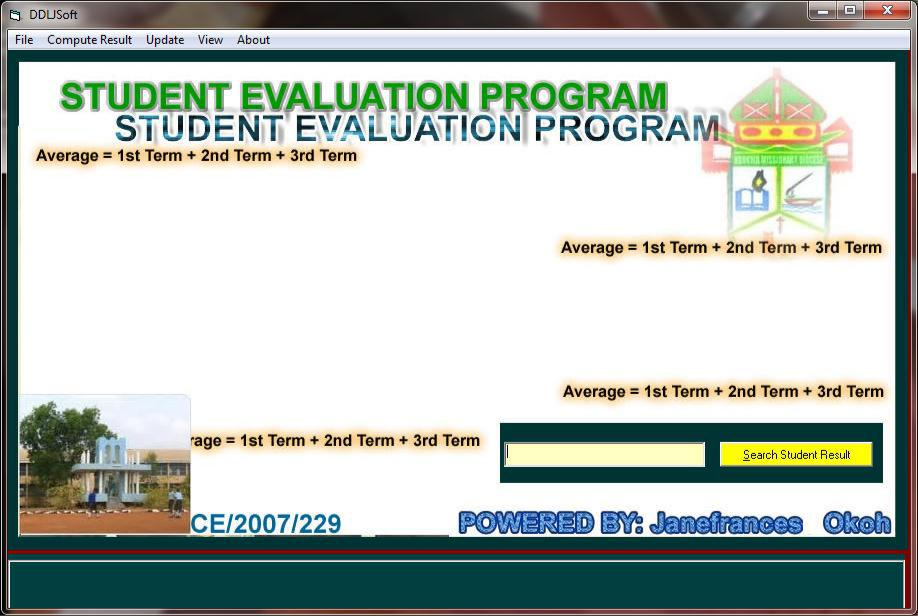 DDLJSoft
File Compute Result Update View About
STUDENT EVALUATION PROGRAM
STUDENT EVALUATION PROGRAM
Average = 1st Term + 2nd Term + 3rd Term
MISSIONARY DIOCESE
Average = 1st Term + 2nd Term + 3rd Term
Average = 1st Term + 2nd Term + 3rd Term
rage = 1st Term + 2nd Term + 3rd Term
Search Student Result
CE/2007/229
POWERED BY: Janefrances Okoh